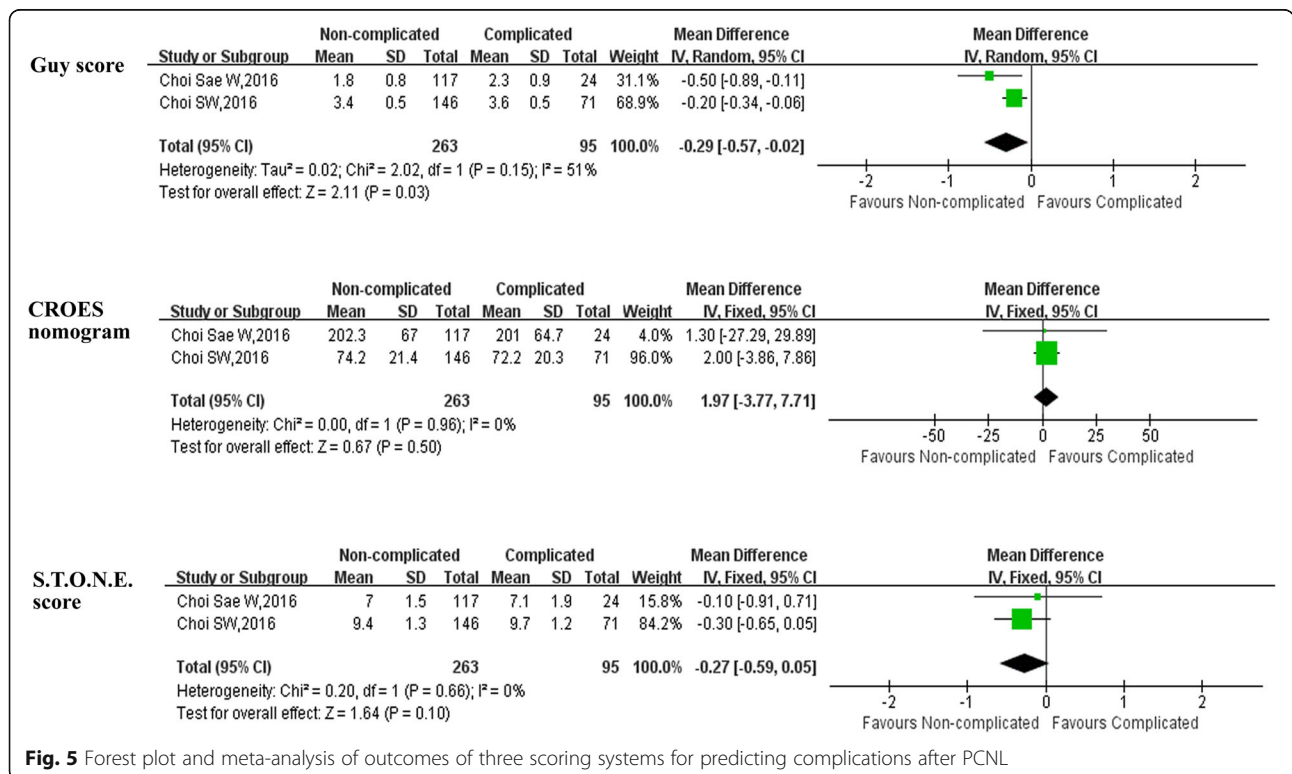 Guy score
Non-complicated Complicated Mean Difference Mean Difference
Study or Subgroup Mean SD Total Mean SD Total Weight IV, Random, 95% CI IV, Random, 95% CI
Choi Sae W,2016 1.8 0.8 117 2.3 0.9 24 31.1% -0.50 [-0.89, -0.11]
Choi SW,2016 3.4 0.5 146 3.6 0.5 71 68.9% -0.20 [-0.34, -0.06]
Total (95% CI) 263 95 100.0% -0.29 [-0.57, -0.02]
Heterogeneity: Tau² = 0.02; Chi² = 2.02, df = 1 (P = 0.15); I² = 51%
Test for overall effect: Z = 2.11 (P = 0.03)
-2 -1 0 1 2
Favours Non-complicated Favours Complicated
CROES nomogram
Non-complicated Complicated Mean Difference Mean Difference
Study or Subgroup Mean SD Total Mean SD Total Weight IV, Fixed, 95% CI IV, Fixed, 95% CI
Choi Sae W,2016 202.3 67 117 201 64.7 24 4.0% 1.30 [-27.29, 29.89]
Choi SW,2016 74.2 21.4 146 72.2 20.3 71 96.0% 2.00 [-3.86, 7.86]
Total (95% CI) 263 95 100.0% 1.97 [-3.77, 7.71]
Heterogeneity: Chi² = 0.00, df = 1 (P = 0.96); I² = 0%
Test for overall effect: Z = 0.67 (P = 0.50)
-50 -25 0 25 50
Favours Non-complicated Favours Complicated
S.T.O.N.E. score
Non-complicated Complicated Mean Difference Mean Difference
Study or Subgroup Mean SD Total Mean SD Total Weight IV, Fixed, 95% CI IV, Fixed, 95% CI
Choi Sae W,2016 7 1.5 117 7.1 1.9 24 15.8% -0.10 [-0.91, 0.71]
Choi SW,2016 9.4 1.3 146 9.7 1.2 71 84.2% -0.30 [-0.65, 0.05]
Total (95% CI) 263 95 100.0% -0.27 [-0.59, 0.05]
Heterogeneity: Chi² = 0.20, df = 1 (P = 0.66); I² = 0%
Test for overall effect: Z = 1.64 (P = 0.10)
-2 -1 0 1 2
Favours Non-complicated Favours Complicated
Fig. 5 Forest plot and meta-analysis of outcomes of three scoring systems for predicting complications after PCNL